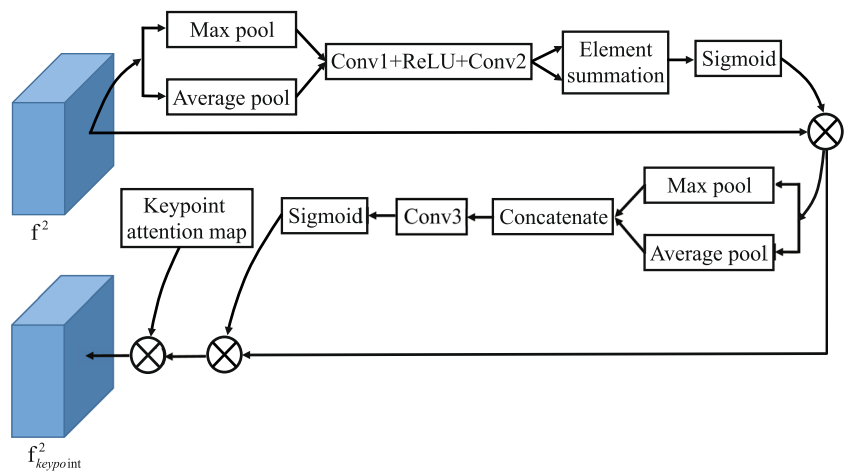 Max pool
Average pool
Conv1+ReLU+Conv2
Element
summation
Sigmoid
f²
Max pool
Average pool
Concatenate
Conv3
Sigmoid
Keypoint
attention map
f²keypoint